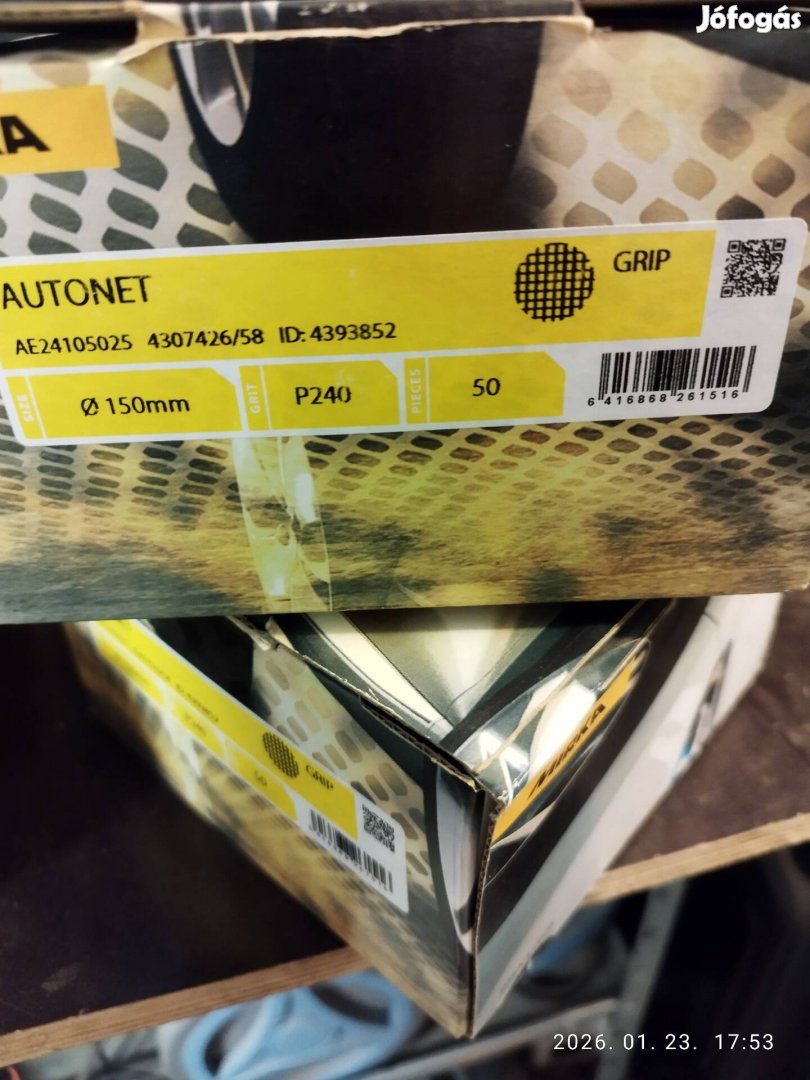 Jófogás
KA
AUTONET
GRIP
AE24105025 4307426/58 ID: 4393852
SIZE Ø 150mm GRIT P240 PIECES 50
6 416868 261516
GRIP
50
MIRKA
2026. 01. 23. 17:53